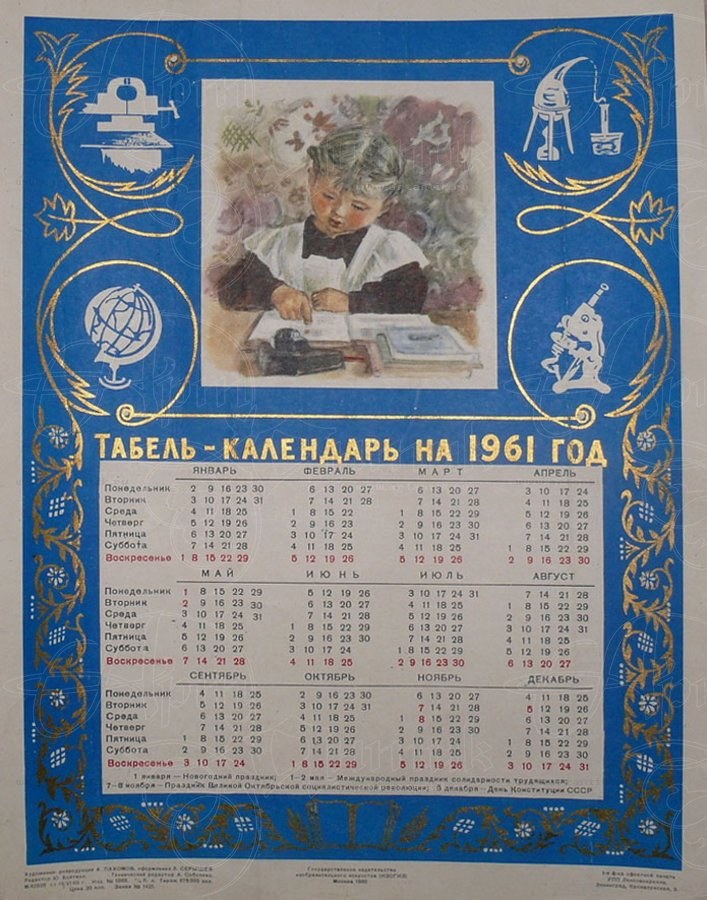 ТАБЕЛЬ - КАЛЕНДАРЬ НА 1961 ГОД
ЯНВАРЬ ФЕВРАЛЬ МАРТ АПРЕЛЬ
Понедельник 2 9 16 23 30 6 13 20 27 6 13 20 27 3 10 17 24
Вторник 3 10 17 24 31 7 14 21 28 7 14 21 28 4 11 18 25
Среда 4 11 18 25 1 8 15 22 1 8 15 22 29 5 12 19 26
Четверг 5 12 19 26 2 9 16 23 2 9 16 23 30 6 13 20 27
Пятница 6 13 20 27 3 10 17 24 3 10 17 24 31 7 14 21 28
Суббота 7 14 21 28 4 11 18 25 4 11 18 25 1 8 15 22 29
Воскресенье 1 8 15 22 29 5 12 19 26 5 12 19 26 2 9 16 23 30
МАЙ ИЮНЬ ИЮЛЬ АВГУСТ
Понедельник 1 8 15 22 29 5 12 19 26 3 10 17 24 31 7 14 21 28
Вторник 2 9 16 23 30 6 13 20 27 4 11 18 25 1 8 15 22 29
Среда 3 10 17 24 31 7 14 21 28 5 12 19 26 2 9 16 23 30
Четверг 4 11 18 25 1 8 15 22 29 6 13 20 27 3 10 17 24 31
Пятница 5 12 19 26 2 9 16 23 30 7 14 21 28 4 11 18 25
Суббота 6 13 20 27 3 10 17 24 1 8 15 22 29 5 12 19 26
Воскресенье 7 14 21 28 4 11 18 25 2 9 16 23 30 6 13 20 27
СЕНТЯБРЬ ОКТЯБРЬ НОЯБРЬ ДЕКАБРЬ
Понедельник 4 11 18 25 2 9 16 23 30 6 13 20 27 4 11 18 25
Вторник 5 12 19 26 3 10 17 24 31 7 14 21 28 5 12 19 26
Среда 6 13 20 27 4 11 18 25 1 8 15 22 29 6 13 20 27
Четверг 7 14 21 28 5 12 19 26 2 9 16 23 30 7 14 21 28
Пятница 1 8 15 22 29 6 13 20 27 3 10 17 24 1 8 15 22 29
Суббота 2 9 16 23 30 7 14 21 28 4 11 18 25 2 9 16 23 30
Воскресенье 3 10 17 24 1 8 15 22 29 5 12 19 26 3 10 17 24 31
1 января — Новогодний праздник; 1—2 мая — Международный праздник солидарности трудящихся;
7—8 ноября — Праздник Великой Октябрьской социалистической революции; 5 декабря — День Конституции СССР
Государственное издательство
изобразительного искусства (ИЗОГИЗ)
Москва 1960